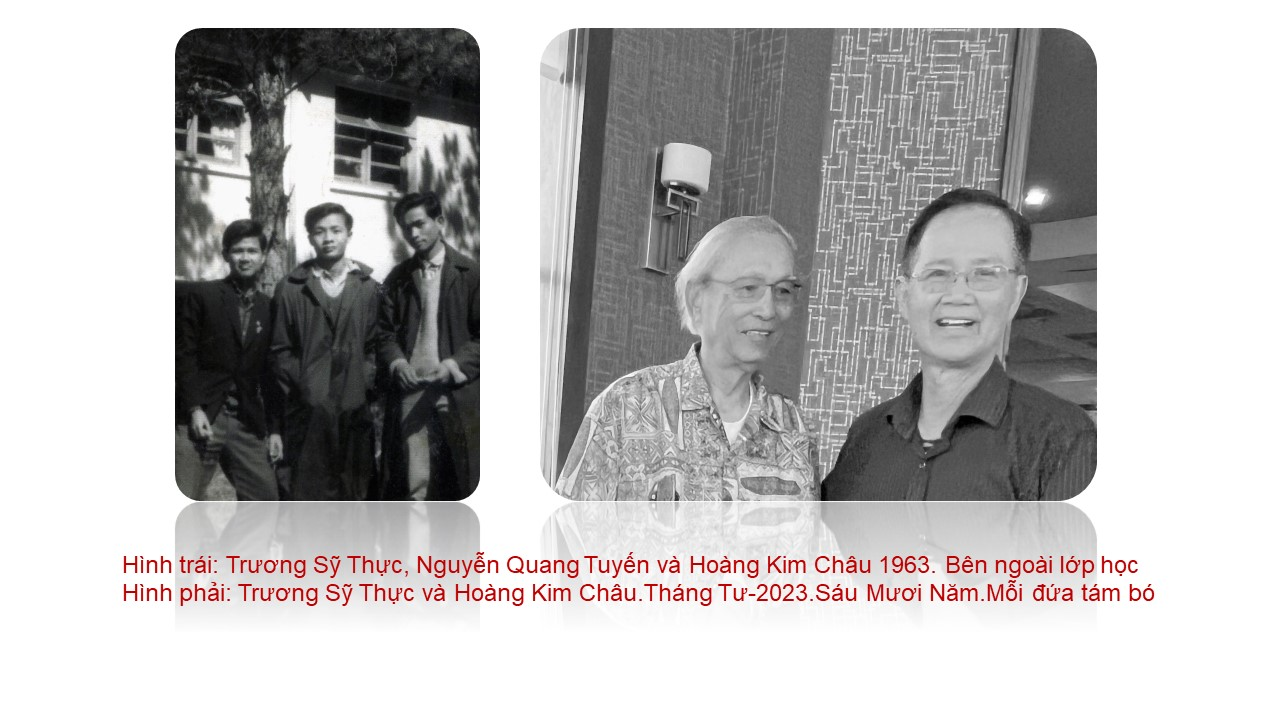 Hình trái: Trương Sỹ Thực, Nguyễn Quang Tuyến và Hoàng Kim Châu 1963. Bên ngoài lớp học
Hình phải: Trương Sỹ Thực và Hoàng Kim Châu.Tháng Tư-2023.Sáu Mươi Năm.Mỗi đứa tám bó